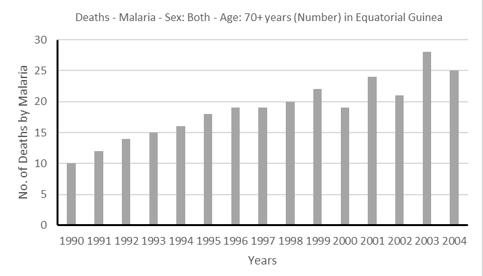 Deaths - Malaria - Sex: Both - Age: 70+ years (Number) in Equatorial Guinea
No. of Deaths by Malaria
30
25
20
15
10
5
0
1990 1991 1992 1993 1994 1995 1996 1997 1998 1999 2000 2001 2002 2003 2004
Years